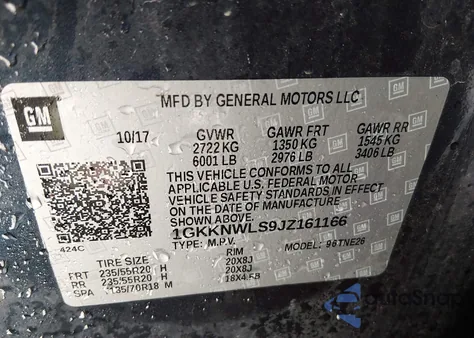 GM
MFD BY GENERAL MOTORS LLC
10/17 GVWR GAWR FRT GAWR RR
2722 KG 1350 KG 1545 KG
6001 LB 2976 LB 3406 LB
THIS VEHICLE CONFORMS TO ALL
APPLICABLE U.S. FEDERAL MOTOR
VEHICLE SAFETY STANDARDS IN EFFECT
ON THE DATE OF MANUFACTURE
SHOWN ABOVE.
1GKKNWLS9JZ161166
424C TYPE: M.P.V. MODEL: 96TNE26
TIRE SIZE RIM
FRT 235/55R20 H 20X8J
RR 235/55R20 H 20X8J
SPA 135/70R18 M 18X4.5B
AutoSnap